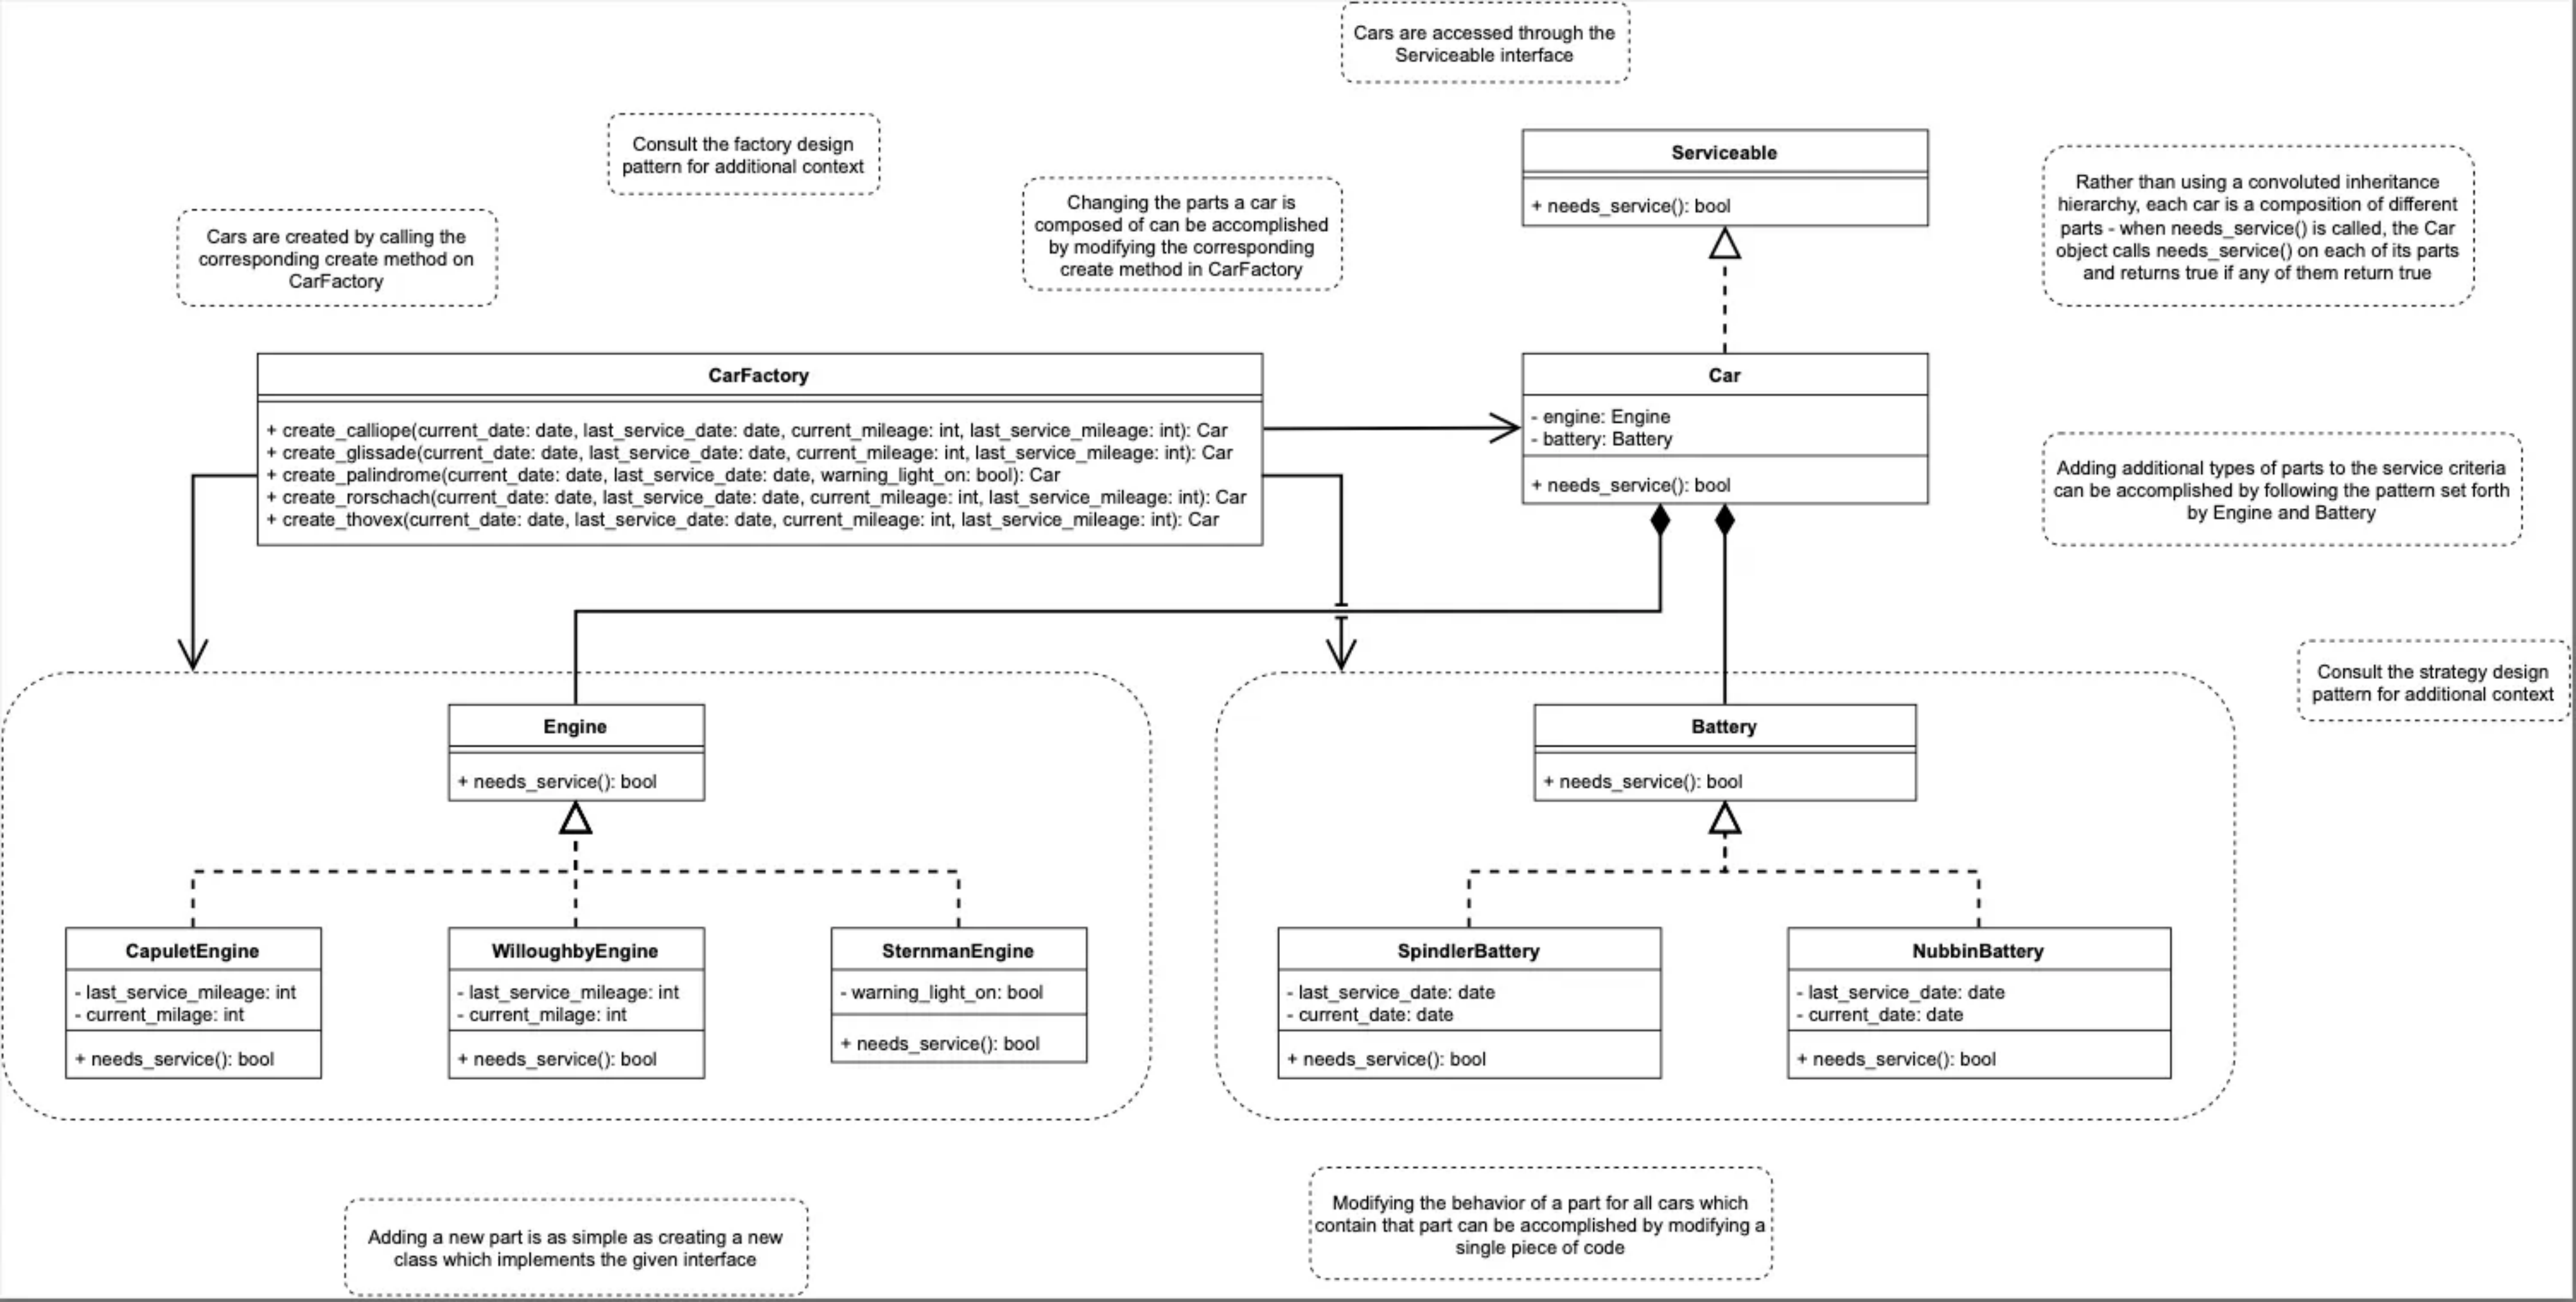 Cars are accessed through the
Serviceable interface
Consult the factory design
pattern for additional context
Serviceable
+ needs_service(): bool
Rather than using a convoluted inheritance
hierarchy, each car is a composition of different
parts - when needs_service() is called, the Car
object calls needs_service() on each of its parts
and returns true if any of them return true
Changing the parts a car is
composed of can be accomplished
by modifying the corresponding
create method in CarFactory
Cars are created by calling the
corresponding create method on
CarFactory
CarFactory
+ create_calliope(current_date: date, last_service_date: date, current_mileage: int, last_service_mileage: int): Car
+ create_glissade(current_date: date, last_service_date: date, current_mileage: int, last_service_mileage: int): Car
+ create_palindrome(current_date: date, last_service_date: date, warning_light_on: bool): Car
+ create_rorschach(current_date: date, last_service_date: date, current_mileage: int, last_service_mileage: int): Car
+ create_thovex(current_date: date, last_service_date: date, current_mileage: int, last_service_mileage: int): Car
Car
- engine: Engine
- battery: Battery
+ needs_service(): bool
Adding additional types of parts to the service criteria
can be accomplished by following the pattern set forth
by Engine and Battery
Consult the strategy design
pattern for additional context
Engine
+ needs_service(): bool
Battery
+ needs_service(): bool
CapuletEngine
- last_service_mileage: int
- current_milage: int
+ needs_service(): bool
WilloughbyEngine
- last_service_mileage: int
- current_milage: int
+ needs_service(): bool
SternmanEngine
- warning_light_on: bool
+ needs_service(): bool
SpindlerBattery
- last_service_date: date
- current_date: date
+ needs_service(): bool
NubbinBattery
- last_service_date: date
- current_date: date
+ needs_service(): bool
Adding a new part is as simple as creating a new
class which implements the given interface
Modifying the behavior of a part for all cars which
contain that part can be accomplished by modifying a
single piece of code